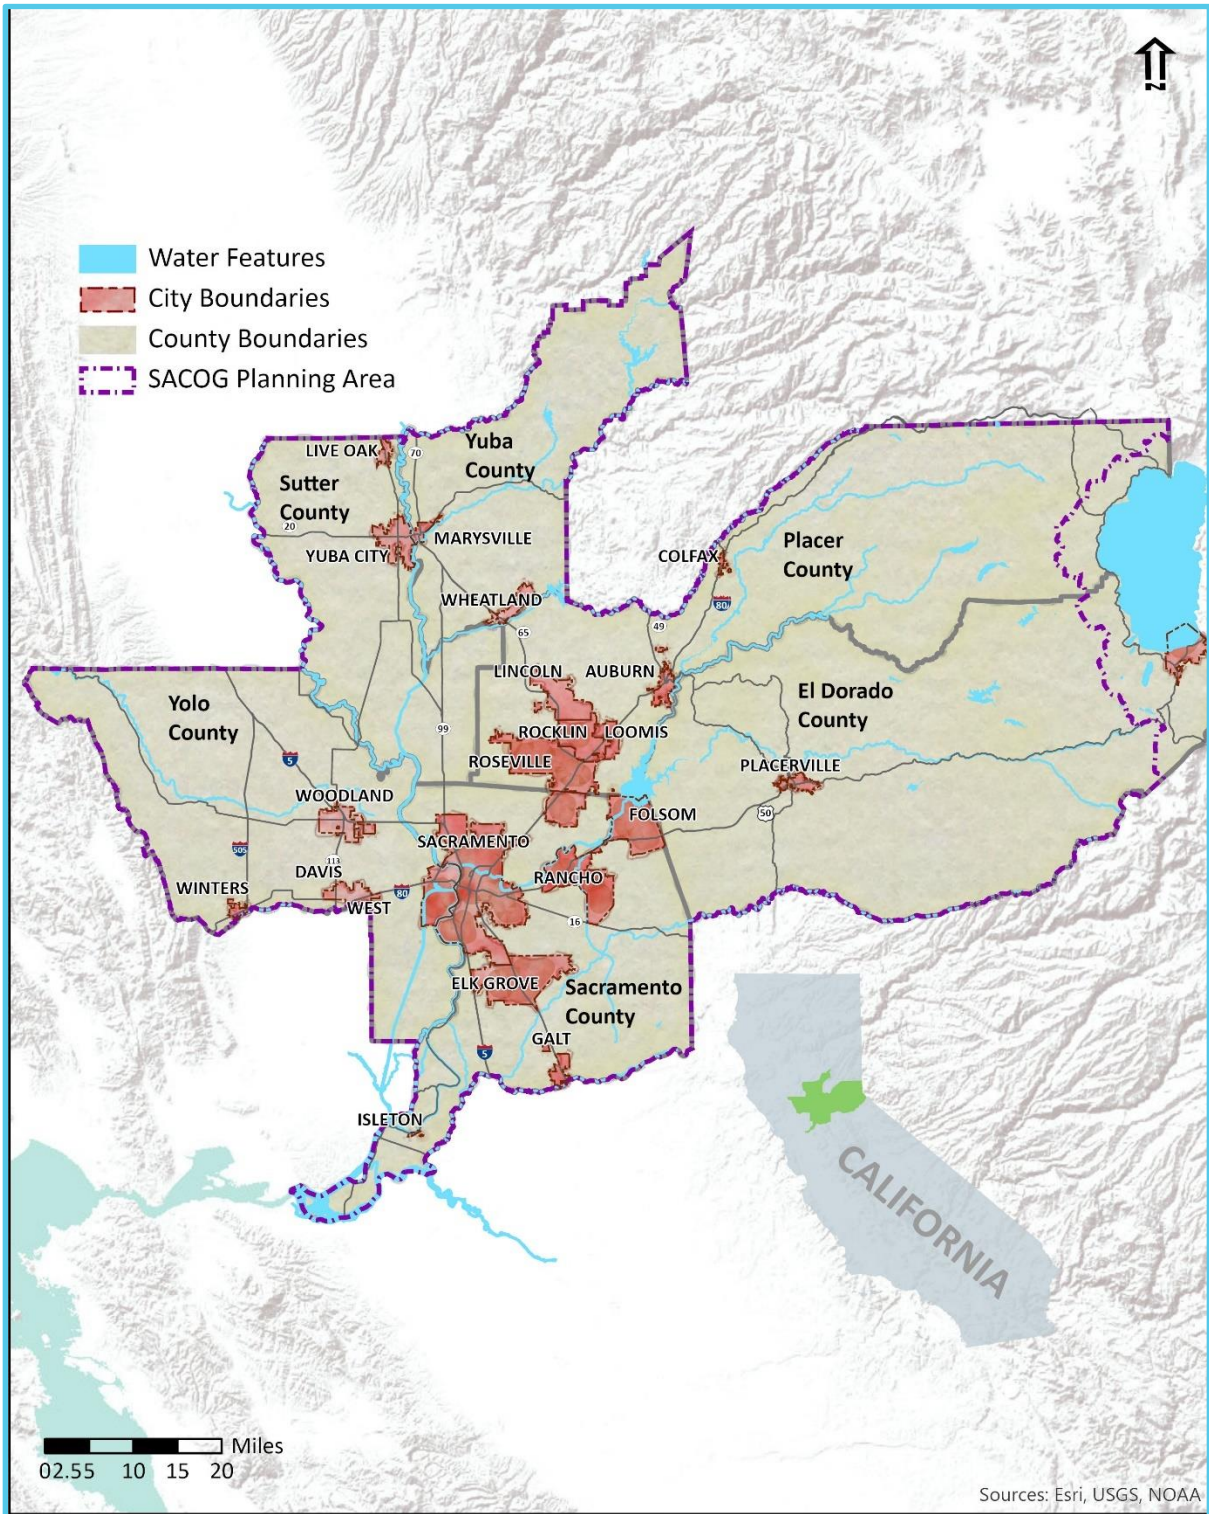 N
Water Features
City Boundaries
County Boundaries
SACOG Planning Area
LIVE OAK
70
Yuba
County
Sutter
County
20
MARYSVILLE
YUBA CITY
COLFAX
Placer
County
WHEATLAND
80
65
49
LINCOLN
AUBURN
Yolo
County
El Dorado
County
99
ROCKLIN
LOOMIS
5
ROSEVILLE
PLACERVILLE
WOODLAND
FOLSOM
50
SACRAMENTO
505
113
DAVIS
RANCHO
WINTERS
80
WEST
16
ELK GROVE
Sacramento
County
GALT
5
ISLETON
CALIFORNIA
Miles
02.55 10 15 20
Sources: Esri, USGS, NOAA